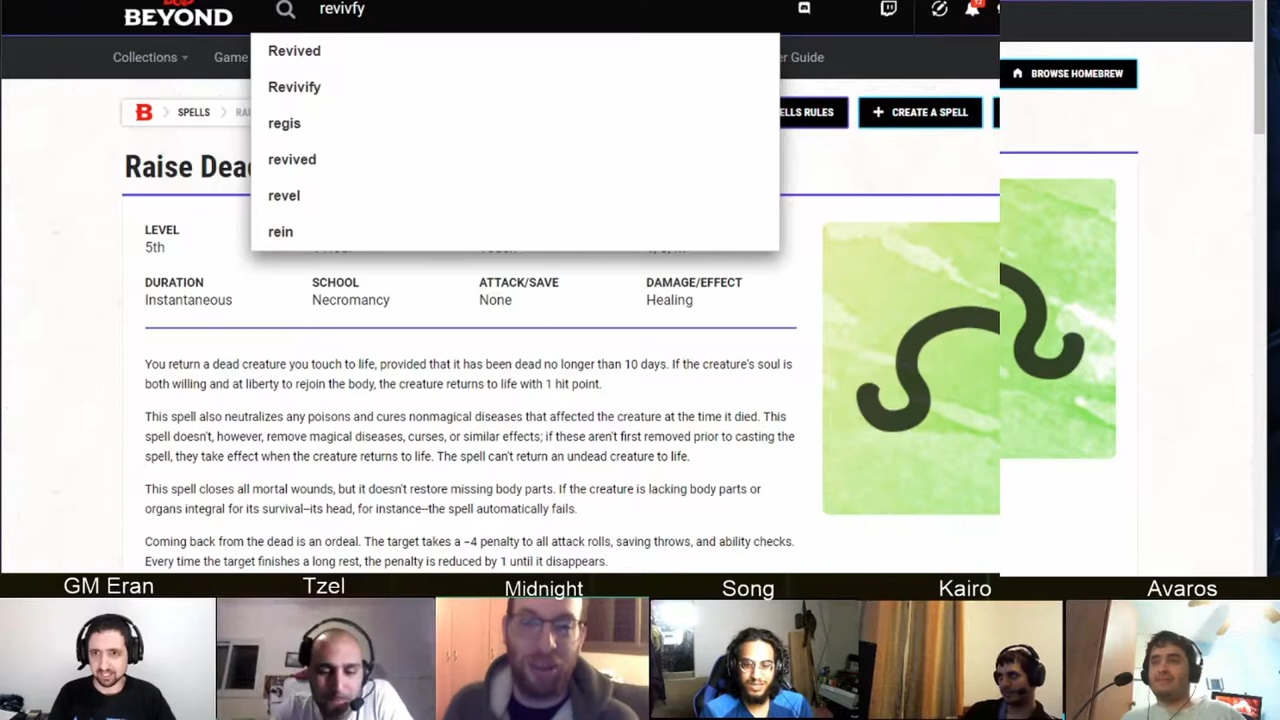 BEYOND
revivfy
Collections
Game
er Guide
Revived
Revivify
regis
revived
revel
rein
BROWSE HOMEBREW
B
SPELLS
RAI
ELLS RULES
+ CREATE A SPELL
Raise Dea
LEVEL
5th
DURATION
Instantaneous
SCHOOL
Necromancy
ATTACK/SAVE
None
DAMAGE/EFFECT
Healing
You return a dead creature you touch to life, provided that it has been dead no longer than 10 days. If the creature's soul is
both willing and at liberty to rejoin the body, the creature returns to life with 1 hit point.
This spell also neutralizes any poisons and cures nonmagical diseases that affected the creature at the time it died. This
spell doesn't, however, remove magical diseases, curses, or similar effects; if these aren't first removed prior to casting the
spell, they take effect when the creature returns to life. The spell can't return an undead creature to life.
This spell closes all mortal wounds, but it doesn't restore missing body parts. If the creature is lacking body parts or
organs integral for its survival--its head, for instance--the spell automatically fails.
Coming back from the dead is an ordeal. The target takes a −4 penalty to all attack rolls, saving throws, and ability checks.
Every time the target finishes a long rest, the penalty is reduced by 1 until it disappears.
GM Eran
Tzel
Midnight
Song
Kairo
Avaros